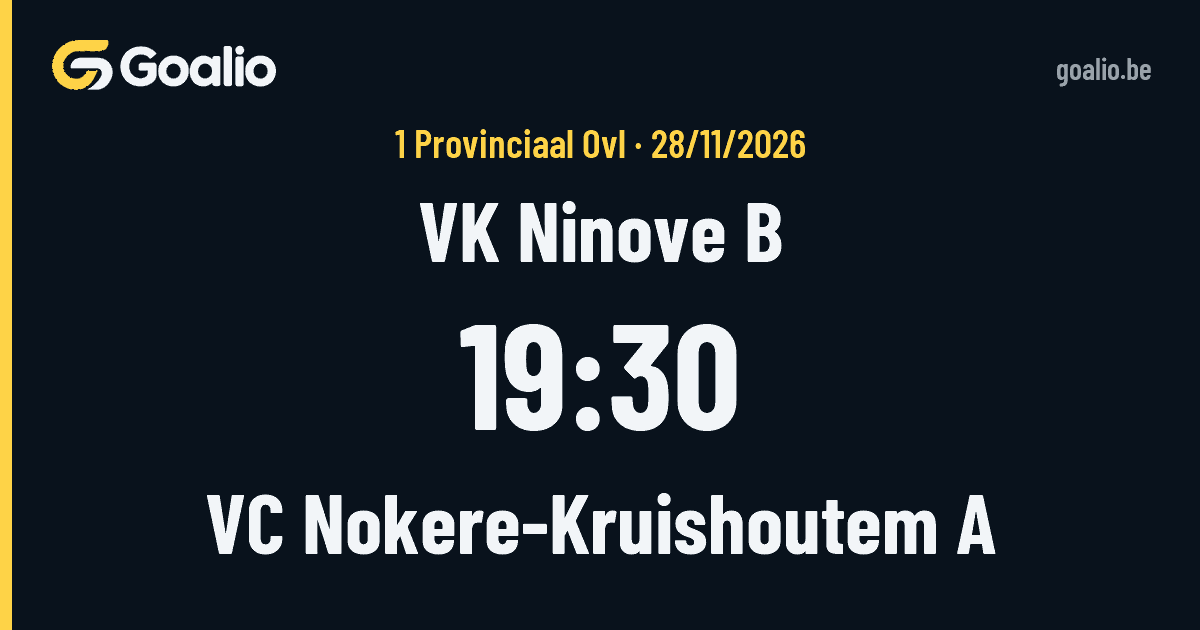 Goalio
goalio.be
1 Provinciaal Ovl · 28/11/2026
VK Ninove B
19:30
VC Nokere-Kruishoutem A